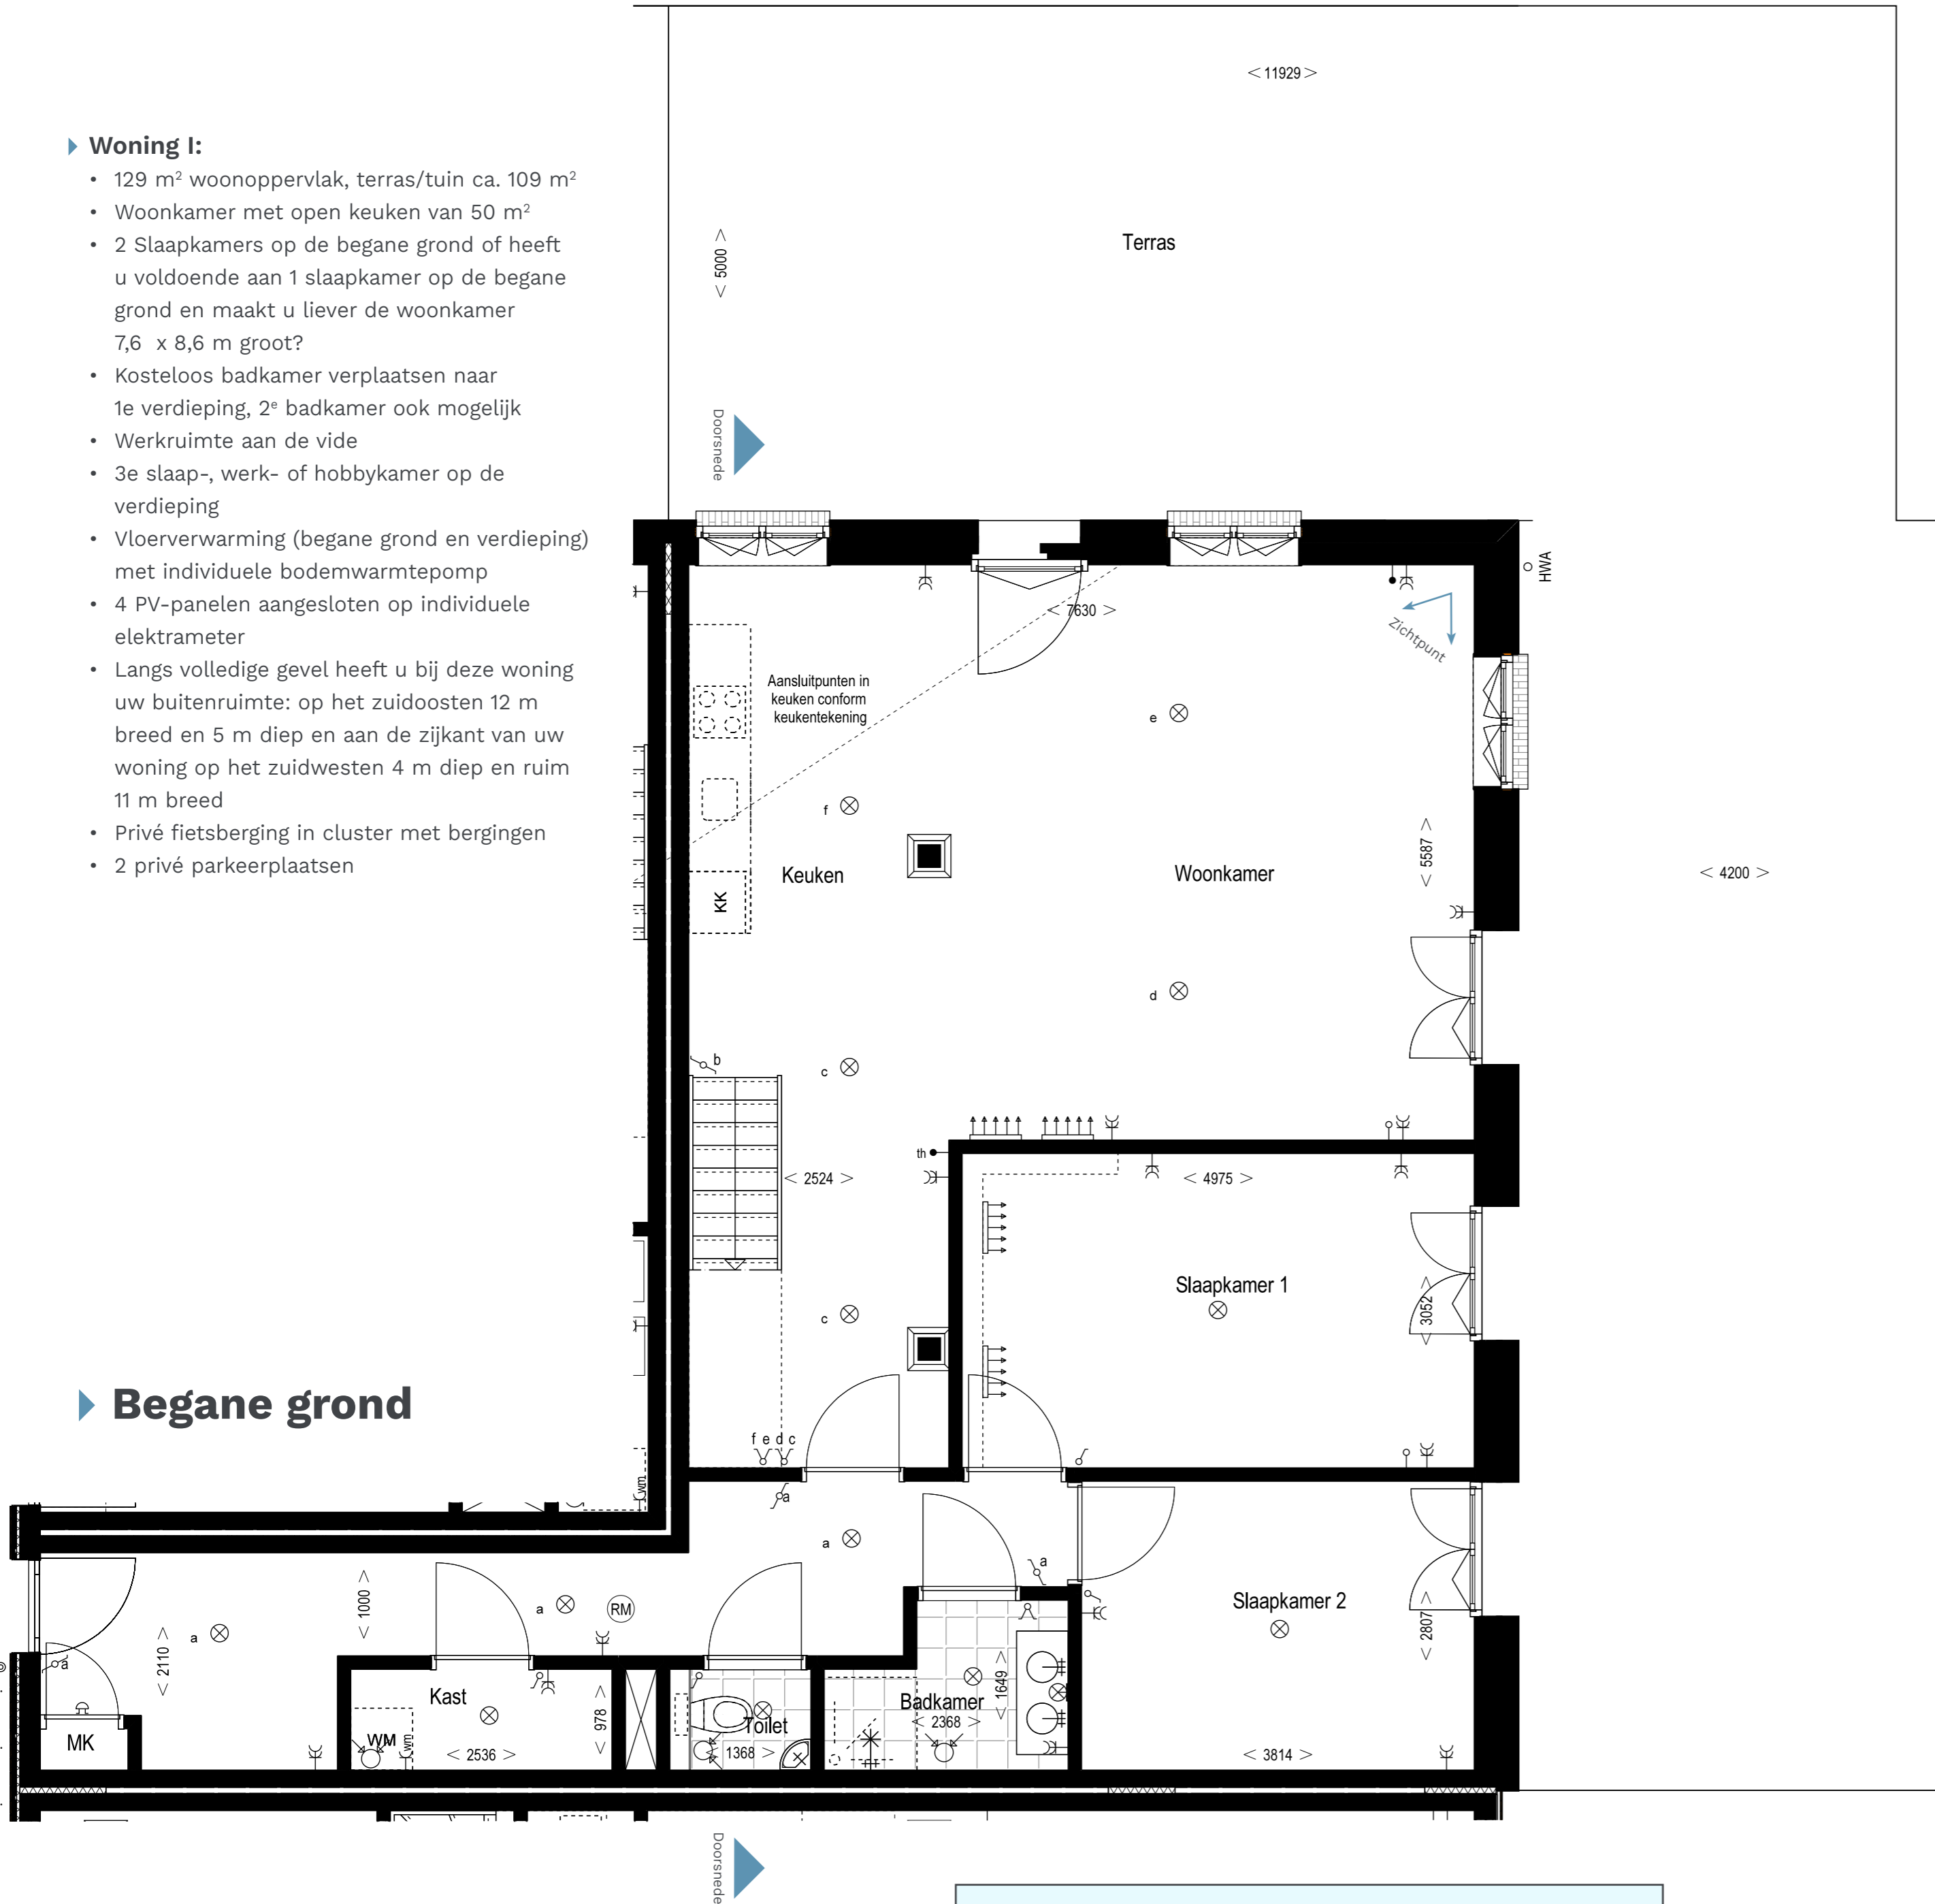 Woning I:
• 129 m² woonoppervlak, terras/tuin ca. 109 m²
• Woonkamer met open keuken van 50 m²
• 2 Slaapkamers op de begane grond of heeft
u voldoende aan 1 slaapkamer op de begane
grond en maakt u liever de woonkamer
7,6 x 8,6 m groot?
• Kosteloos badkamer verplaatsen naar
1e verdieping, 2ᵉ badkamer ook mogelijk
• Werkruimte aan de vide
• 3e slaap-, werk- of hobbykamer op de
verdieping
• Vloerverwarming (begane grond en verdieping)
met individuele bodemwarmtepomp
• 4 PV-panelen aangesloten op individuele
elektrameter
• Langs volledige gevel heeft u bij deze woning
uw buitenruimte: op het zuidoosten 12 m
breed en 5 m diep en aan de zijkant van uw
woning op het zuidwesten 4 m diep en ruim
11 m breed
• Privé fietsberging in cluster met bergingen
• 2 privé parkeerplaatsen
Begane grond
< 11929 >
Terras
< 5000 >
Doorsnede
HWA
< 7630 >
Zichtpunt
Aansluitpunten in
keuken conform
keukentekening
e
f
Keuken
Woonkamer
< 5587 >
< 4200 >
KK
d
b
c
th
< 2524 >
< 4975 >
Slaapkamer 1
< 3052 >
c
f e d c
wm
a
a
a
< 1000 >
a
RM
Slaapkamer 2
< 2807 >
a
< 2110 >
a
Kast
< 978 >
Badkamer
< 1649 >
< 2368 >
Toilet
< 1368 >
MK
WM
wm
< 2536 >
< 3814 >
Doorsnede